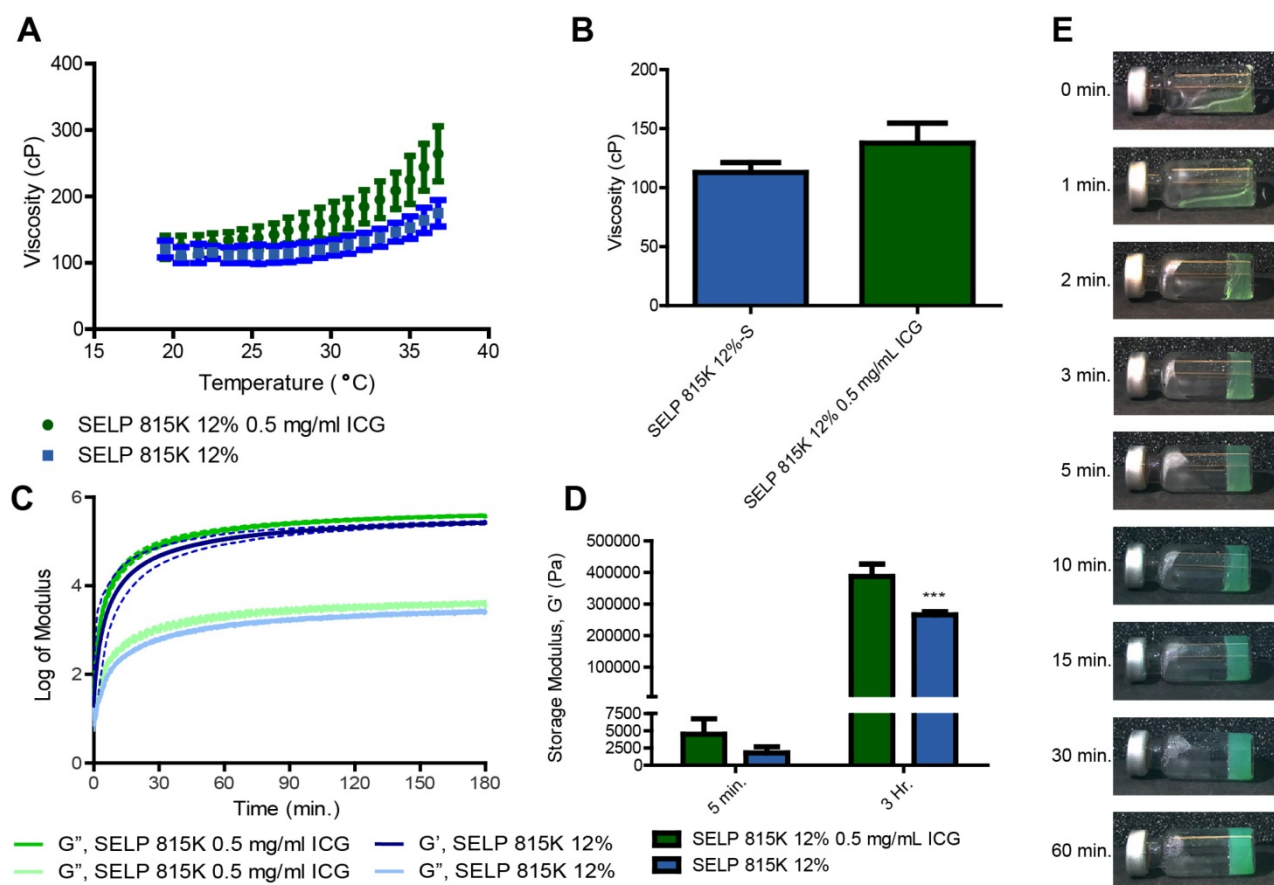 A
Viscosity (cP)
400
300
200
100
0
15 20 25 30 35 40
Temperature ( °C)
SELP 815K 12% 0.5 mg/ml ICG
SELP 815K 12%
B
Viscosity (cP)
200
150
100
50
0
SELP 815K 12%-S
SELP 815K 12% 0.5 mg/mL ICG
C
Log of Modulus
6
4
2
0
0 30 60 90 120 150 180
Time (min.)
G”, SELP 815K 0.5 mg/ml ICG
G”, SELP 815K 0.5 mg/ml ICG
G’, SELP 815K 12%
G”, SELP 815K 12%
D
Storage Modulus, G’ (Pa)
500000
400000
300000
200000
100000
7500
5000
2500
0
***
5 min.
3 Hr.
SELP 815K 12% 0.5 mg/mL ICG
SELP 815K 12%
E
0 min.
1 min.
2 min.
3 min.
5 min.
10 min.
15 min.
30 min.
60 min.